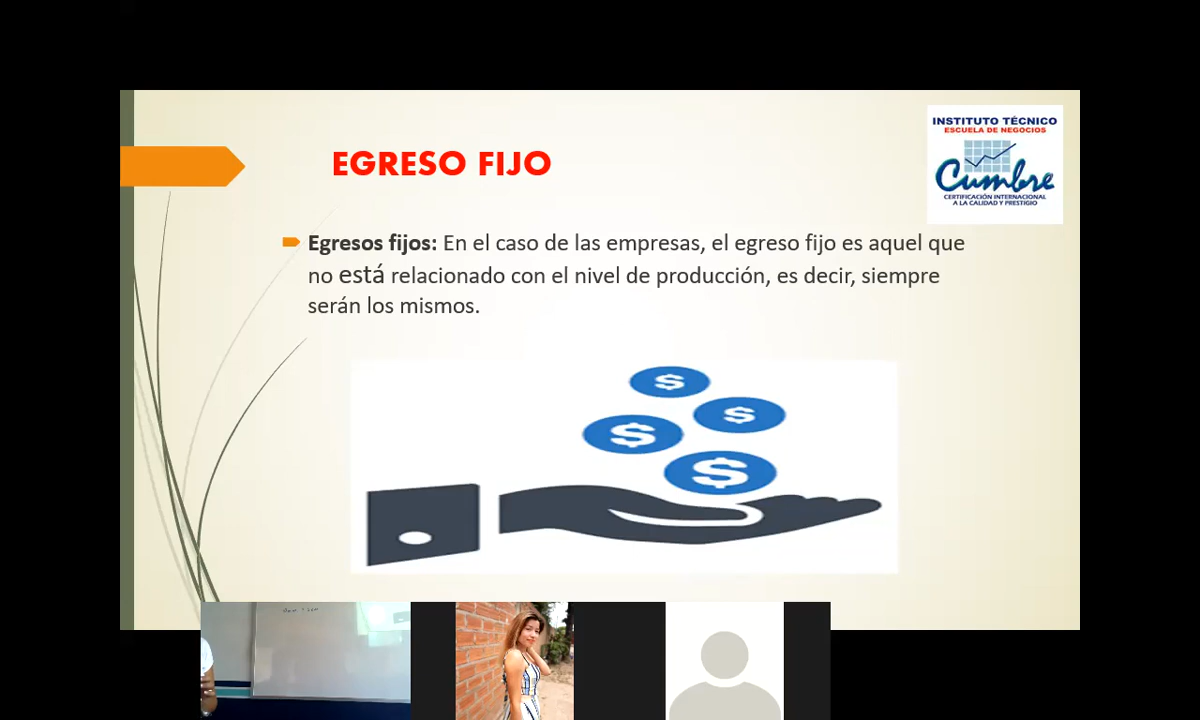 INSTITUTO TÉCNICO
ESCUELA DE NEGOCIOS
Cumbre
CERTIFICACIÓN INTERNACIONAL
A LA CALIDAD Y PRESTIGIO
EGRESO FIJO
Egresos fijos: En el caso de las empresas, el egreso fijo es aquel que
no está relacionado con el nivel de producción, es decir, siempre
serán los mismos.
$
$
$
$